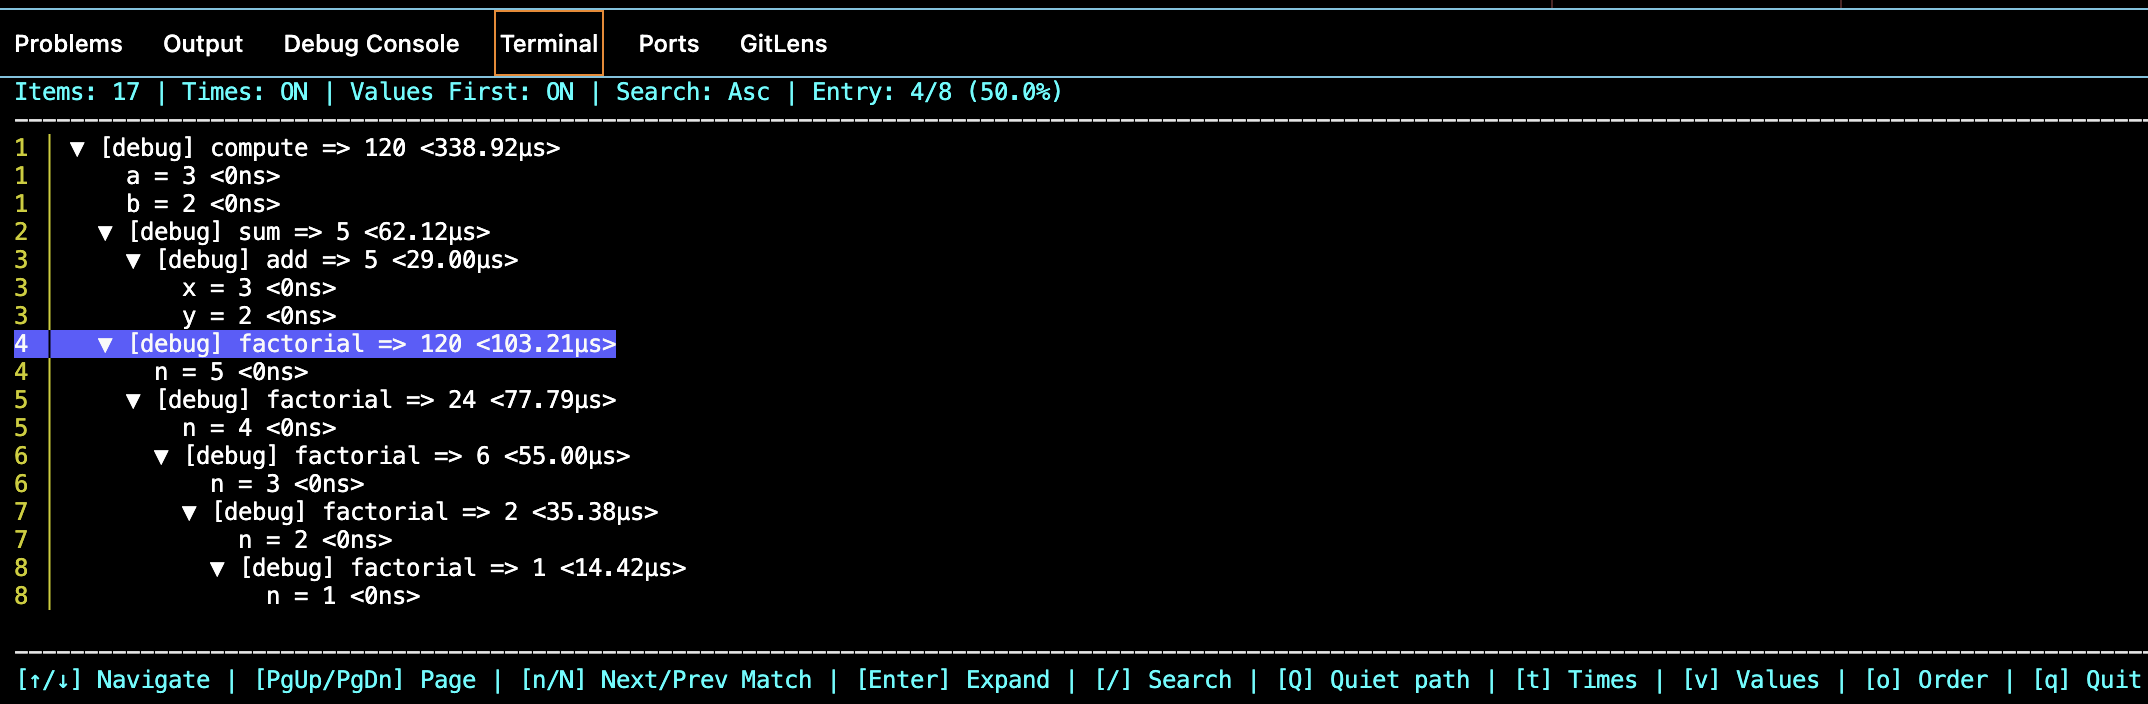 Problems Output Debug Console Terminal Ports GitLens
Items: 17 | Times: ON | Values First: ON | Search: Asc | Entry: 4/8 (50.0%)
1 │ ▼ [debug] compute => 120 <338.92μs>
1 │ a = 3 <0ns>
1 │ b = 2 <0ns>
2 │ ▼ [debug] sum => 5 <62.12μs>
3 │ ▼ [debug] add => 5 <29.00μs>
3 │ x = 3 <0ns>
3 │ y = 2 <0ns>
4 │ ▼ [debug] factorial => 120 <103.21μs>
4 │ n = 5 <0ns>
5 │ ▼ [debug] factorial => 24 <77.79μs>
5 │ n = 4 <0ns>
6 │ ▼ [debug] factorial => 6 <55.00μs>
6 │ n = 3 <0ns>
7 │ ▼ [debug] factorial => 2 <35.38μs>
7 │ n = 2 <0ns>
8 │ ▼ [debug] factorial => 1 <14.42μs>
8 │ n = 1 <0ns>
[↑/↓] Navigate | [PgUp/PgDn] Page | [n/N] Next/Prev Match | [Enter] Expand | [/] Search | [Q] Quiet path | [t] Times | [v] Values | [o] Order | [q] Quit